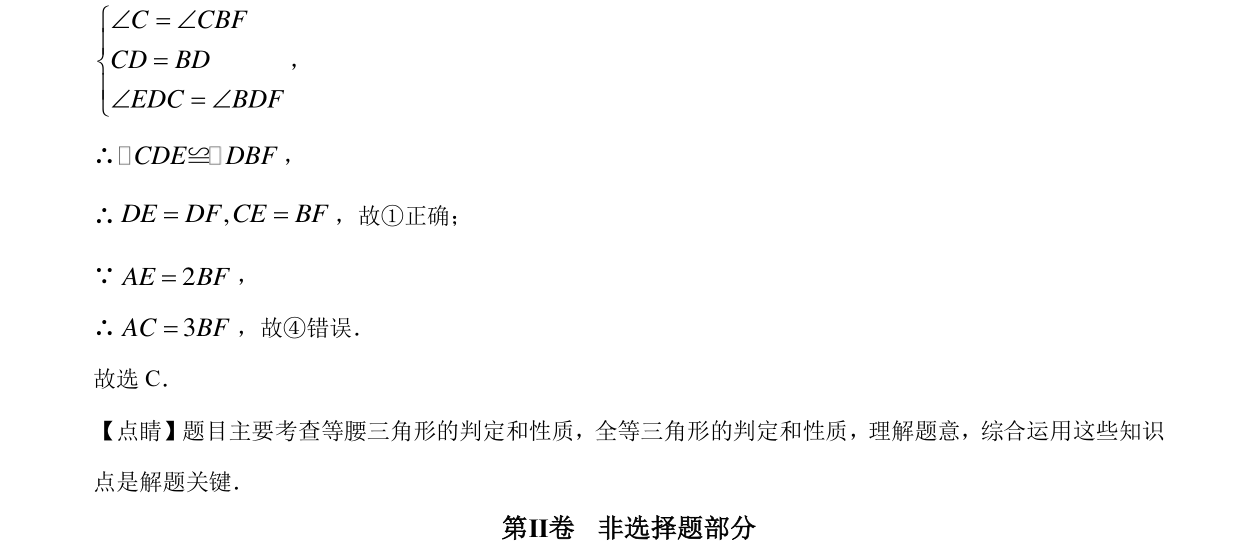 ∠C = ∠CBF
CD = BD ，
∠EDC = ∠BDF
∴□CDE≌□DBF，
∴DE = DF,CE = BF，故①正确；
∵AE = 2BF，
∴AC = 3BF，故④错误．
故选 C．
【点睛】题目主要考查等腰三角形的判定和性质，全等三角形的判定和性质，理解题意，综合运用这些知识
点是解题关键．
第II卷 非选择题部分